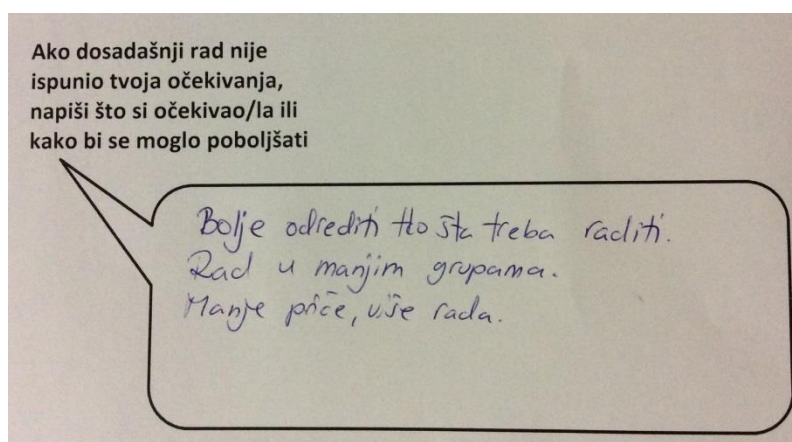 Ako dosadašnji rad nije
ispunio tvoja očekivanja,
napiši što si očekivao/la ili
kako bi se moglo poboljšati
Bolje odrediti tko šta treba raditi.
Rad u manjim grupama.
Manje priče, više rada.